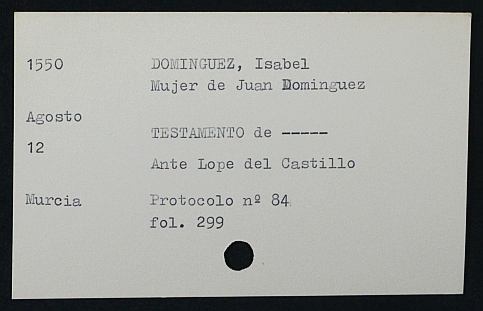 1550 DOMINGUEZ, Isabel
Mujer de Juan Dominguez
Agosto
TESTAMENTO de -----
12
Ante Lope del Castillo
Murcia Protocolo nº 84
fol. 299